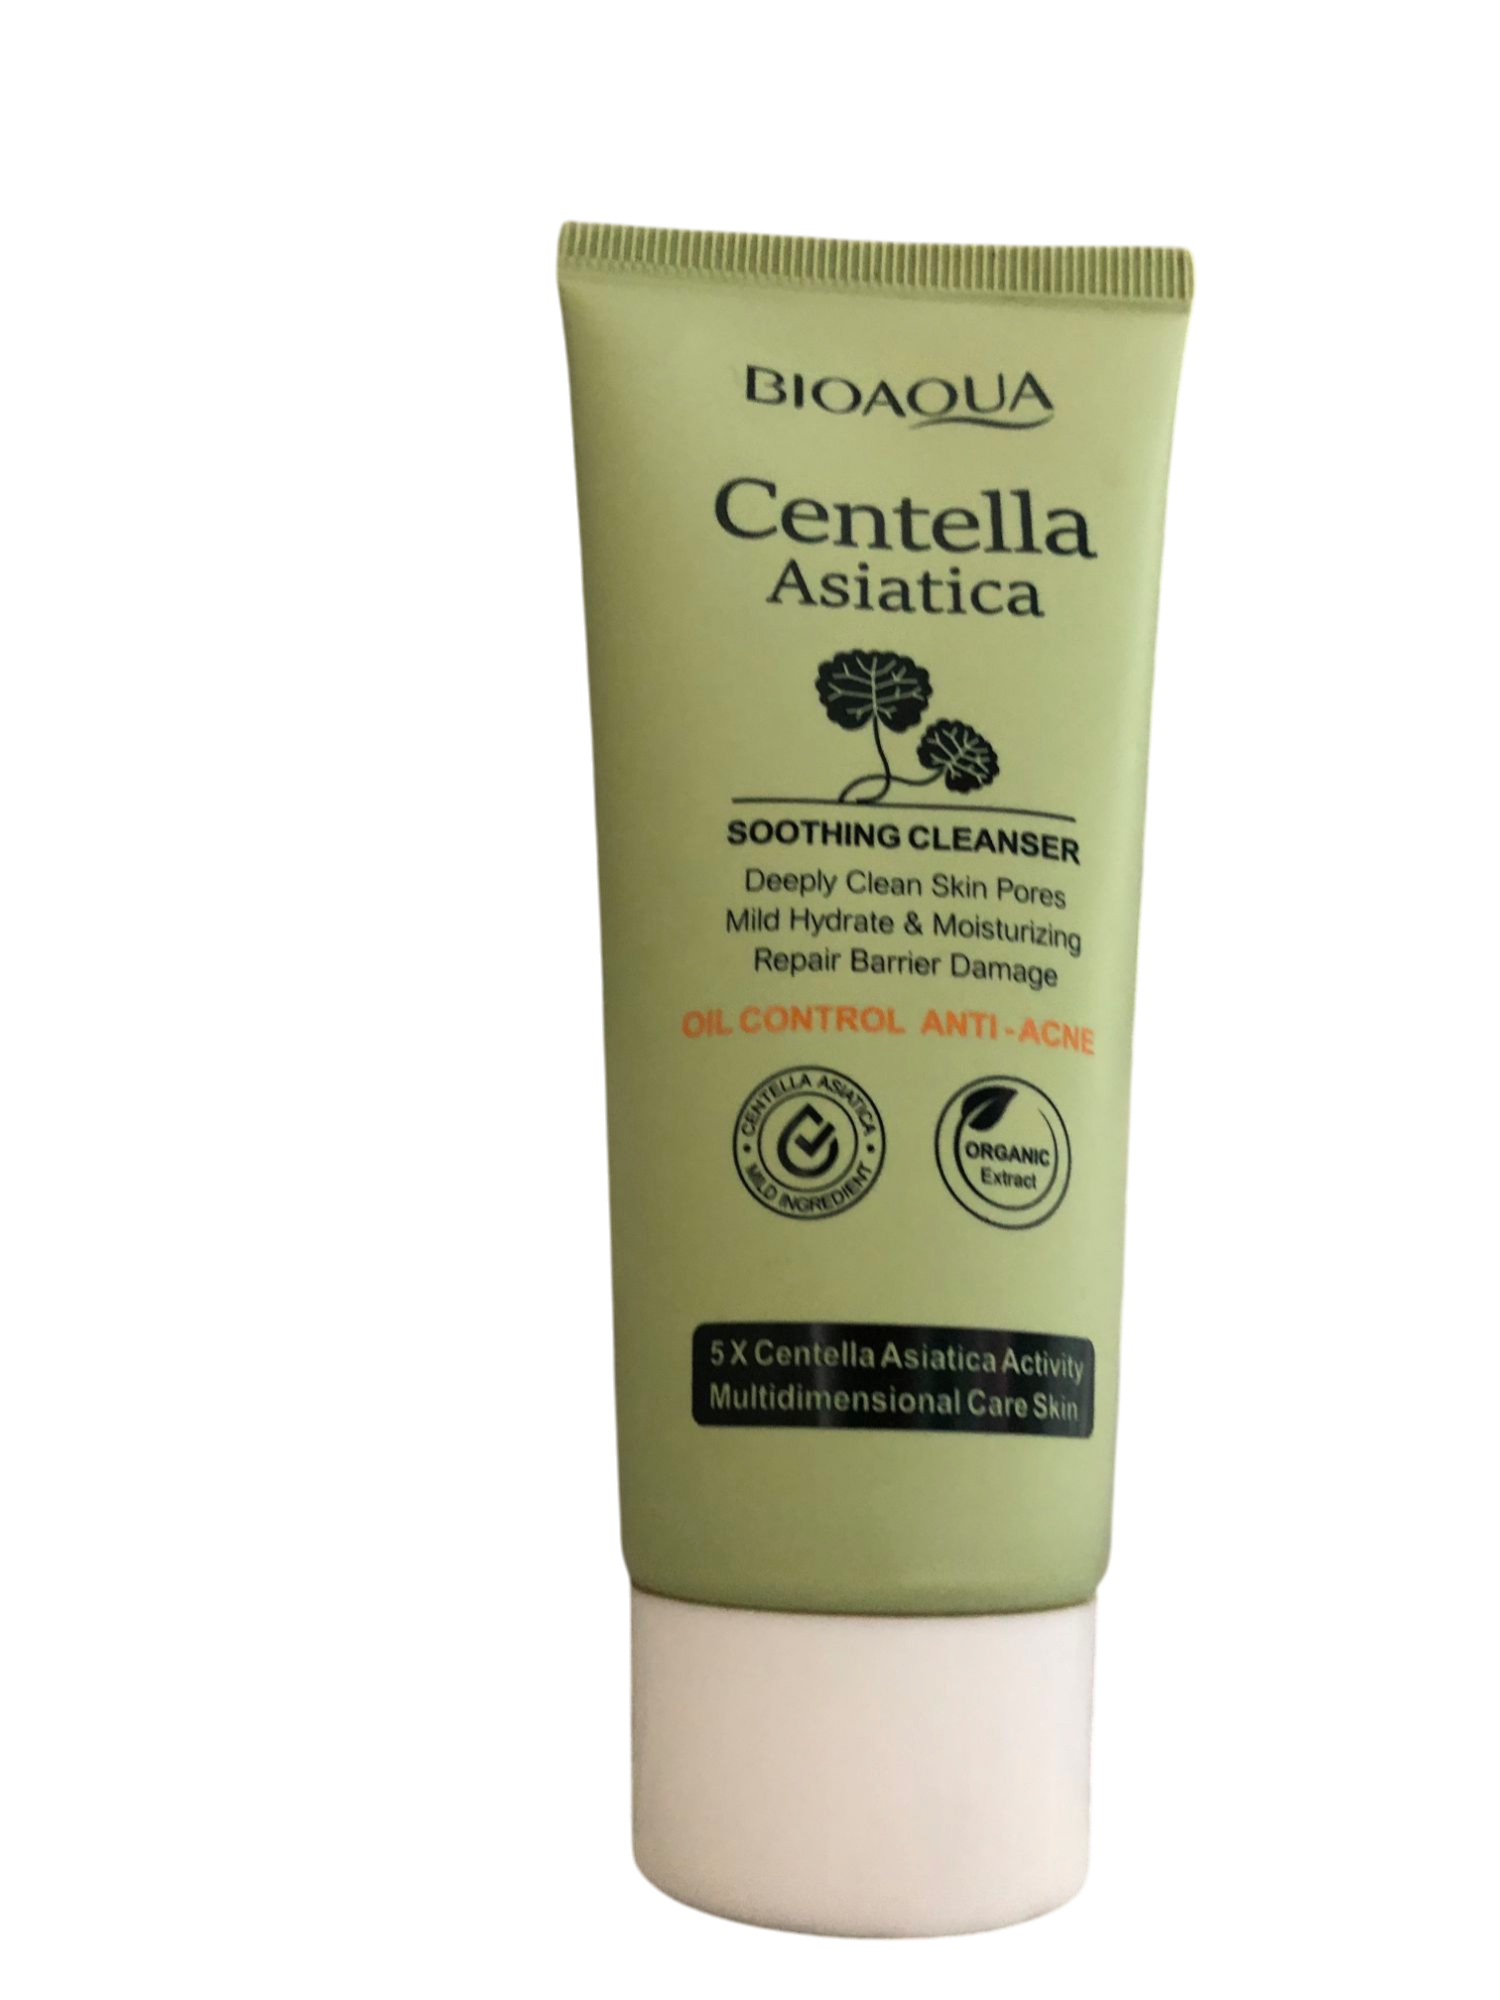 BIOAQUA
Centella
Asiatica
SOOTHING CLEANSER
Deeply Clean Skin Pores
Mild Hydrate & Moisturizing
Repair Barrier Damage
OIL CONTROL ANTI-ACNE
CENTELLA ASIATICA
MILD INGREDIENT
ORGANIC
Extract
5 X Centella Asiatica Activity
Multidimensional Care Skin